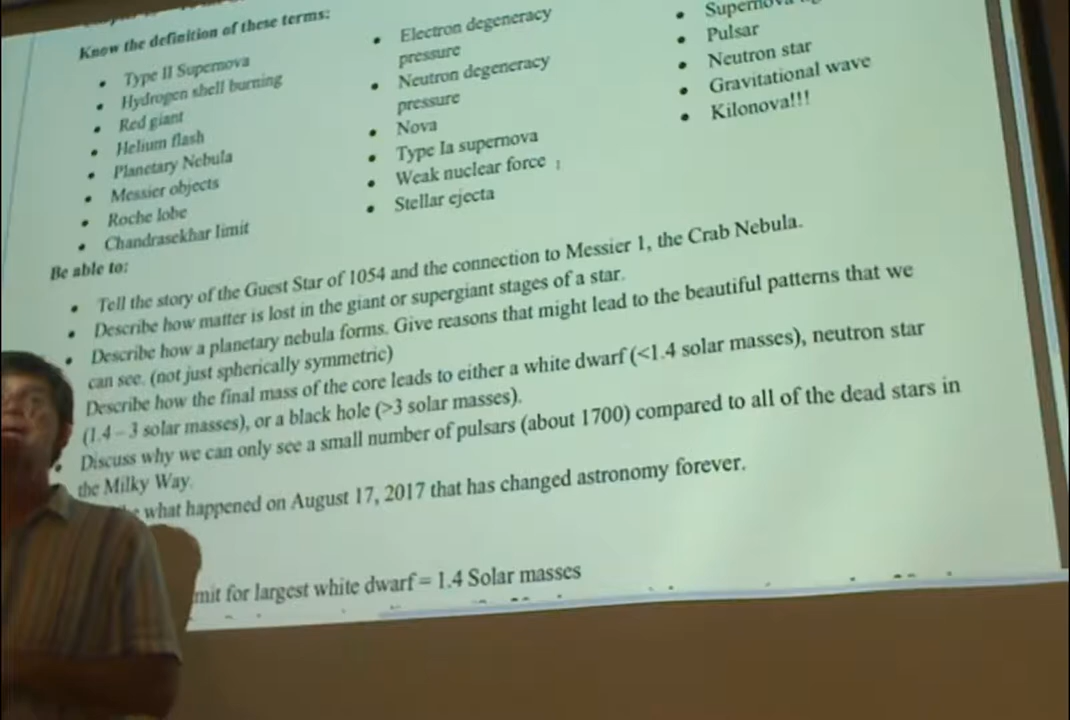 Know the definition of these terms:
• Type II Supernova
• Hydrogen shell burning
• Red giant
• Helium flash
• Planetary Nebula
• Messier objects
• Roche lobe
• Chandrasekhar limit
• Electron degeneracy
pressure
• Neutron degeneracy
pressure
• Nova
• Type Ia supernova
• Weak nuclear force
• Stellar ejecta
• Supernova
• Pulsar
• Neutron star
• Gravitational wave
• Kilonova!!!
Be able to:
• Tell the story of the Guest Star of 1054 and the connection to Messier 1, the Crab Nebula.
• Describe how matter is lost in the giant or supergiant stages of a star.
• Describe how a planetary nebula forms. Give reasons that might lead to the beautiful patterns that we
can see. (not just spherically symmetric)
Describe how the final mass of the core leads to either a white dwarf (<1.4 solar masses), neutron star
(1.4 – 3 solar masses), or a black hole (>3 solar masses).
• Discuss why we can only see a small number of pulsars (about 1700) compared to all of the dead stars in
the Milky Way.
what happened on August 17, 2017 that has changed astronomy forever.
mit for largest white dwarf = 1.4 Solar masses